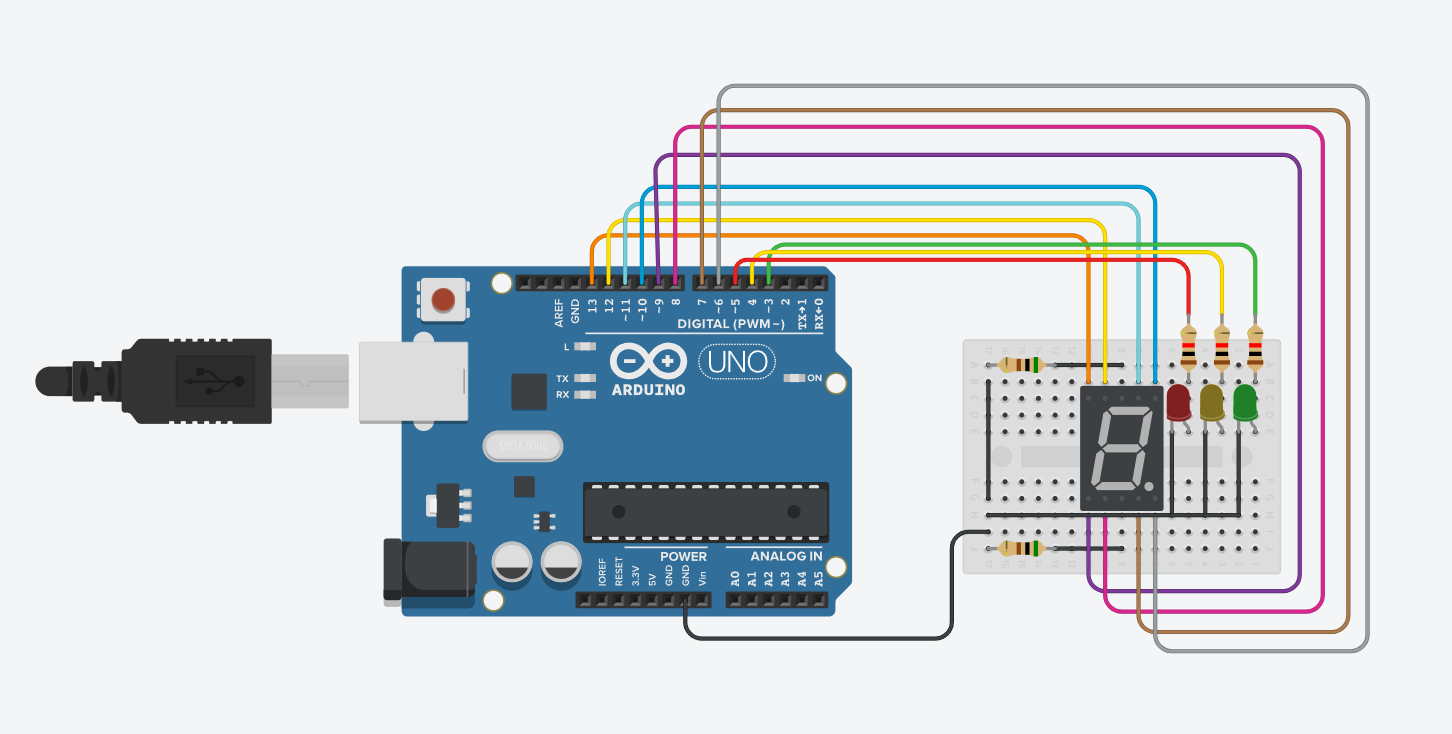 AREF
GND
13
12
~11
~10
~9
8
7
~6
~5
4
~3
2
TX→1
RX←0
DIGITAL (PWM~)
L
TX
RX
ARDUINO
UNO
ON
IOREF
RESET
3.3V
5V
GND
GND
Vin
POWER
ANALOG IN
A0
A1
A2
A3
A4
A5